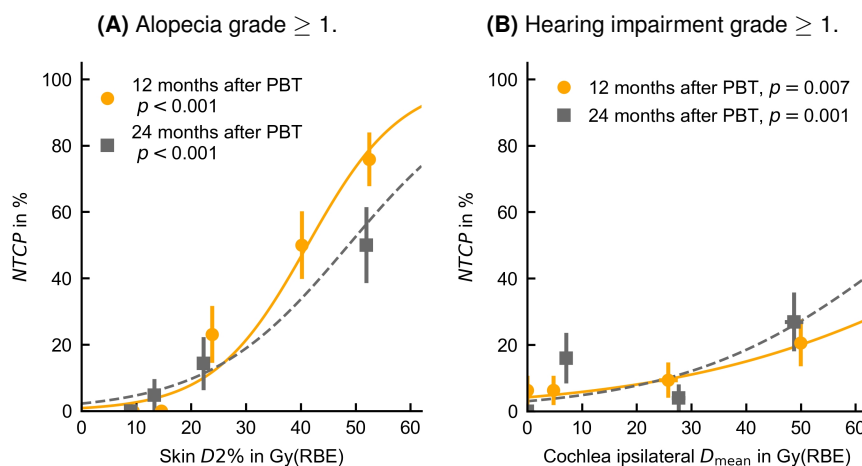 (A) Alopecia grade ≥ 1.
12 months after PBT
p < 0.001
24 months after PBT
p < 0.001
NTCP in %
100
80
60
40
20
0
0 10 20 30 40 50 60
Skin D2% in Gy(RBE)
(B) Hearing impairment grade ≥ 1.
12 months after PBT, p = 0.007
24 months after PBT, p = 0.001
NTCP in %
100
80
60
40
20
0
0 10 20 30 40 50 60
Cochlea ipsilateral Dmean in Gy(RBE)